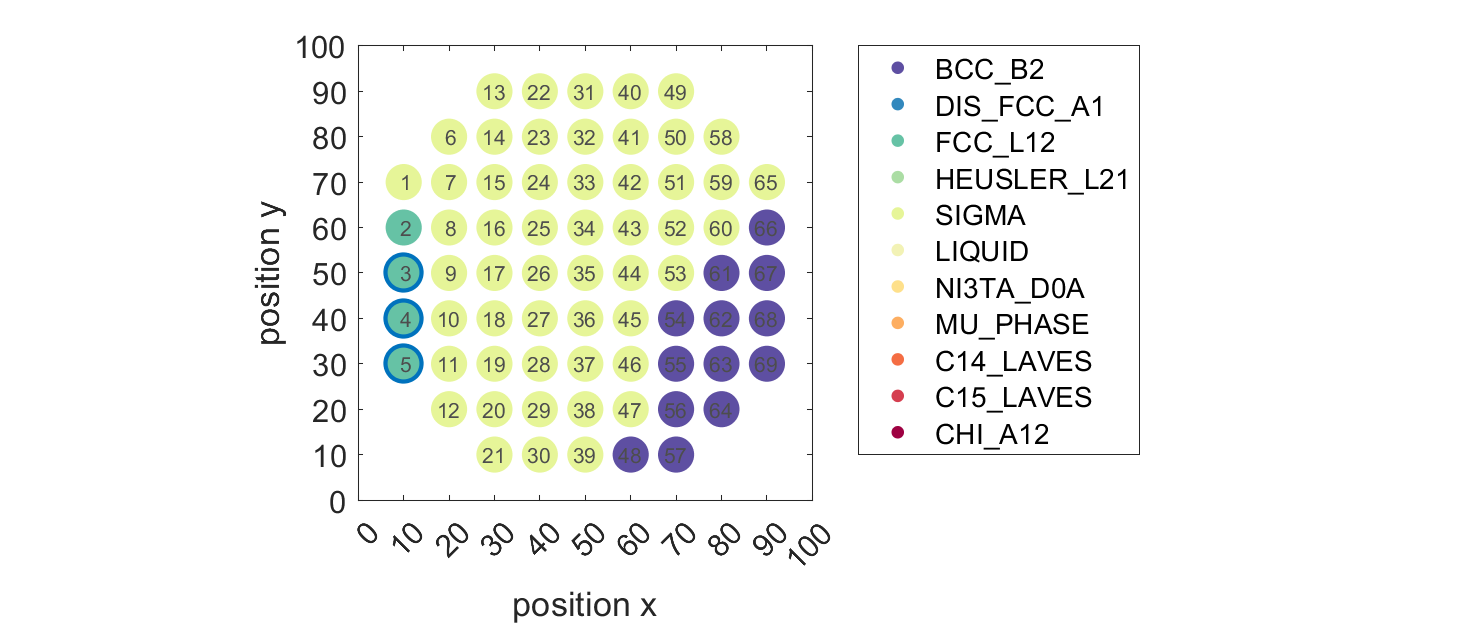 100
90 13 22 31 40 49
80 6 14 23 32 41 50 58
70 1 7 15 24 33 42 51 59 65
60 2 8 16 25 34 43 52 60 66
50 3 9 17 26 35 44 53 61 67
40 4 10 18 27 36 45 54 62 68
30 5 11 19 28 37 46 55 63 69
20 12 20 29 38 47 56 64
10 21 30 39 48 57
0
0 10 20 30 40 50 60 70 80 90 100
position x
position y
BCC_B2
DIS_FCC_A1
FCC_L12
HEUSLER_L21
SIGMA
LIQUID
NI3TA_D0A
MU_PHASE
C14_LAVES
C15_LAVES
CHI_A12